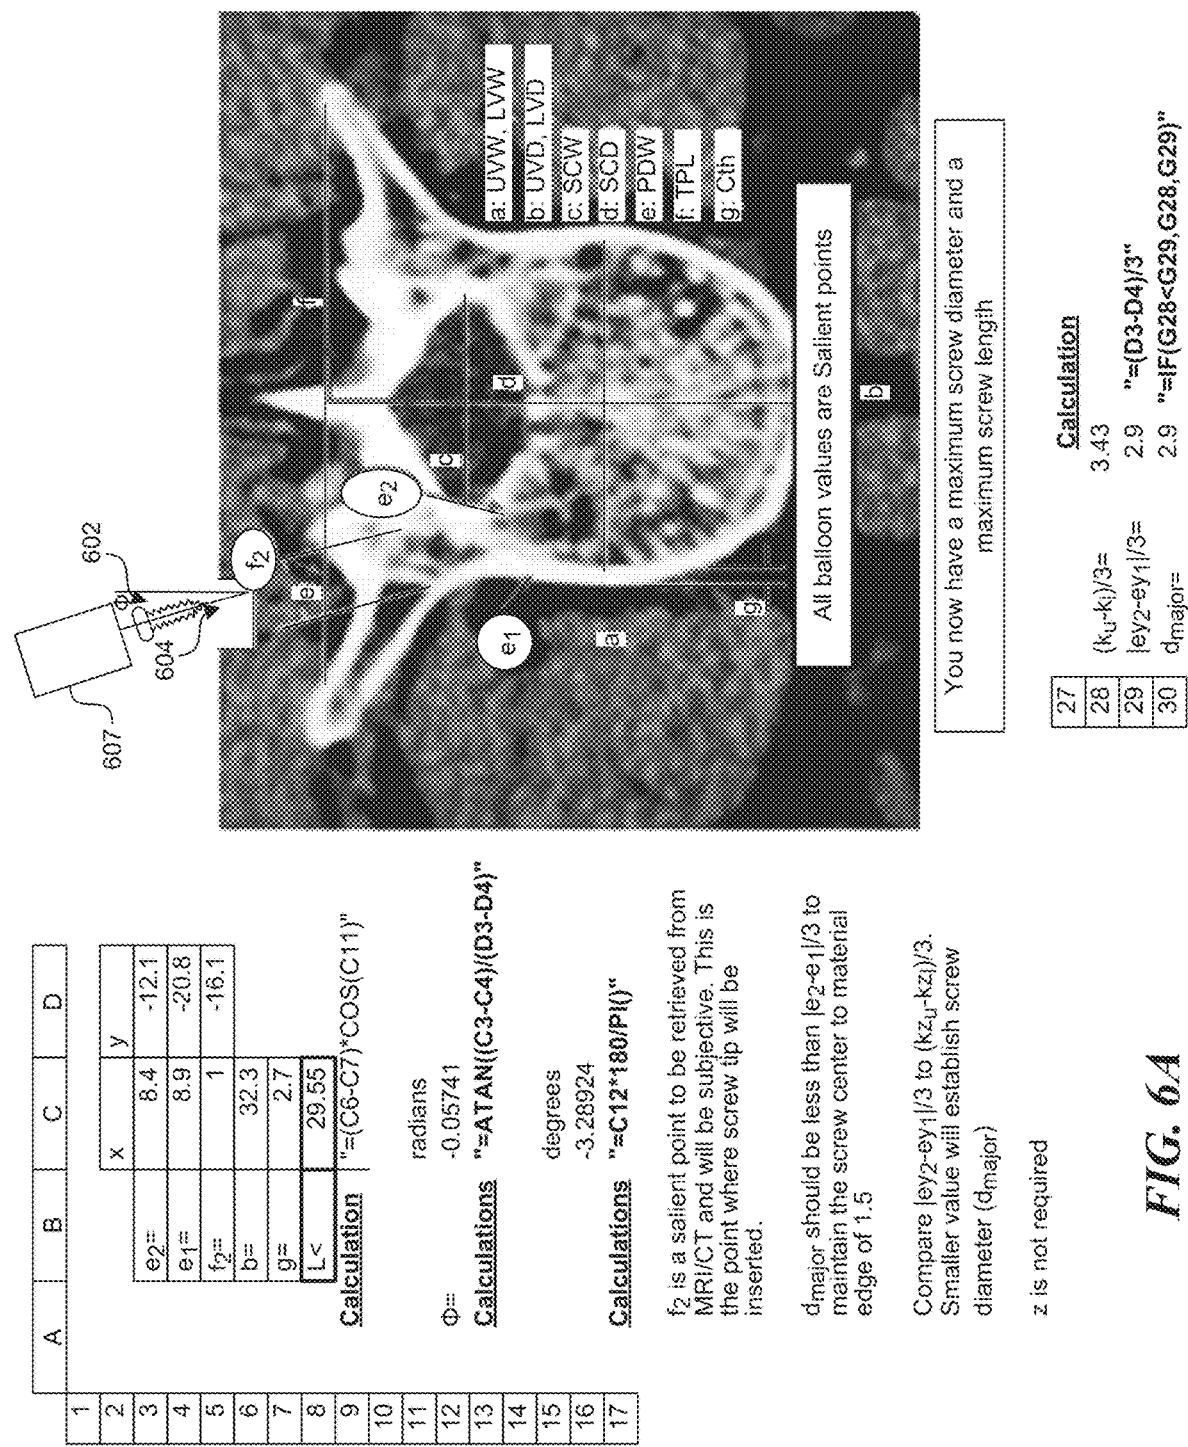 A B C D
1
2 x y
3 e2= 8.4 -12.1
4 e1= 8.9 -20.8
5 f2= 1 -16.1
6 b= 32.3
7 g= 2.7
8 L< 29.55
9 Calculation "=(C6-C7)*COS(C11)"
10
11 radians
12 Φ= -0.05741
13 Calculations "=ATAN((C3-C4)/(D3-D4)"
14
15 degrees
16 -3.28924
17 Calculations "=C12*180/PI()"
f2 is a salient point to be retrieved from
MRI/CT and will be subjective. This is
the point where screw tip will be
inserted.
dmajor should be less than |e2-e1|/3 to
maintain the screw center to material
edge of 1.5
Compare |ey2-ey1|/3 to (kzu-kzl)/3.
Smaller value will establish screw
diameter (dmajor)
z is not required
607
604
602
Φ
f2
e2
e1
e
f
c
d
a
g
b
a: UVW, LVW
b: UVD, LVD
c: SCW
d: SCD
e: PDW
f: TPL
g: Cth
All balloon values are Salient points
You now have a maximum screw diameter and a
maximum screw length
27 Calculation
28 (ku-kl)/3= 3.43
29 |ey2-ey1|/3= 2.9 "=(D3-D4)/3"
30 dmajor= 2.9 "=IF(G28<G29,G28,G29)"
FIG. 6A